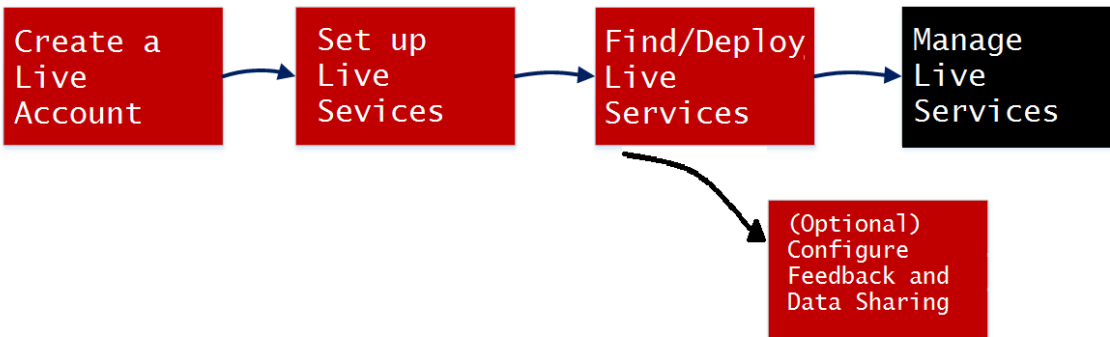 Create a
Live
Account
Set up
Live
Sevices
Find/Deploy
Live
Services
Manage
Live
Services
(Optional)
Configure
Feedback and
Data Sharing